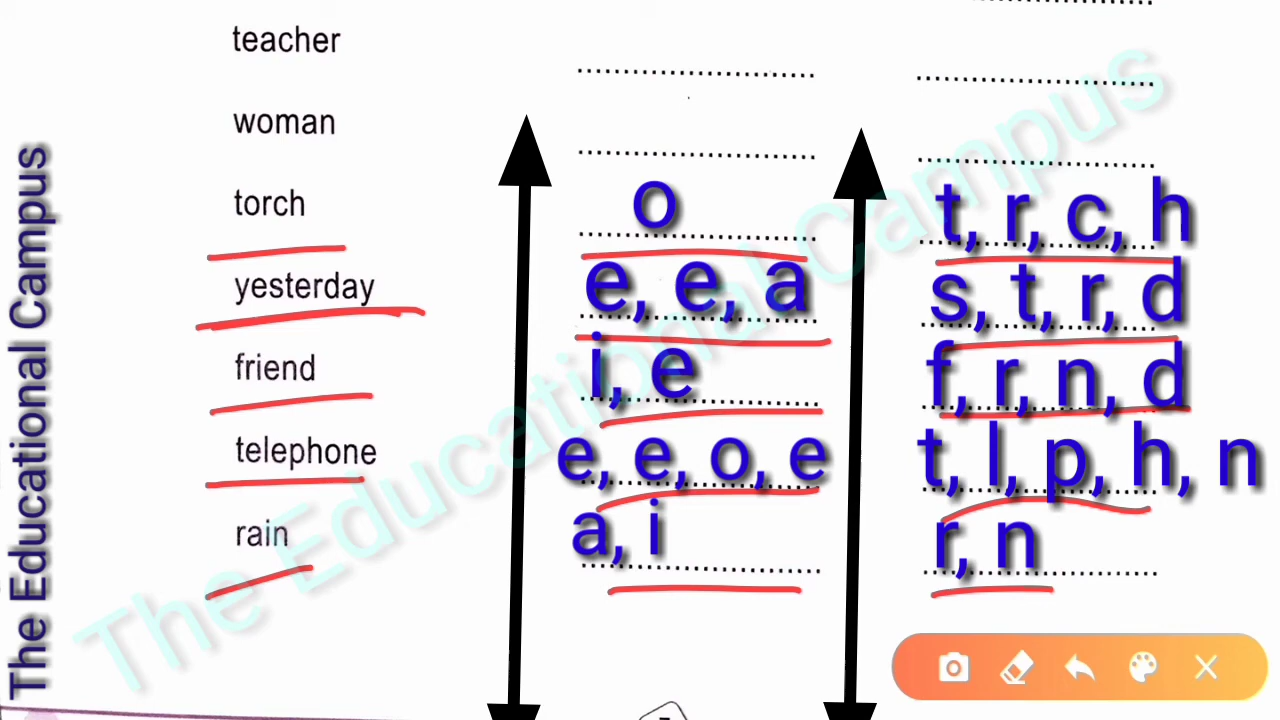 teacher
woman
torch o t, r, c, h
yesterday e, e, a s, t, r, d
friend i, e f, r, n, d
telephone e, e, o, e t, l, p, h, n
rain a, i r, n
The Educational Campus
The Educational Campus